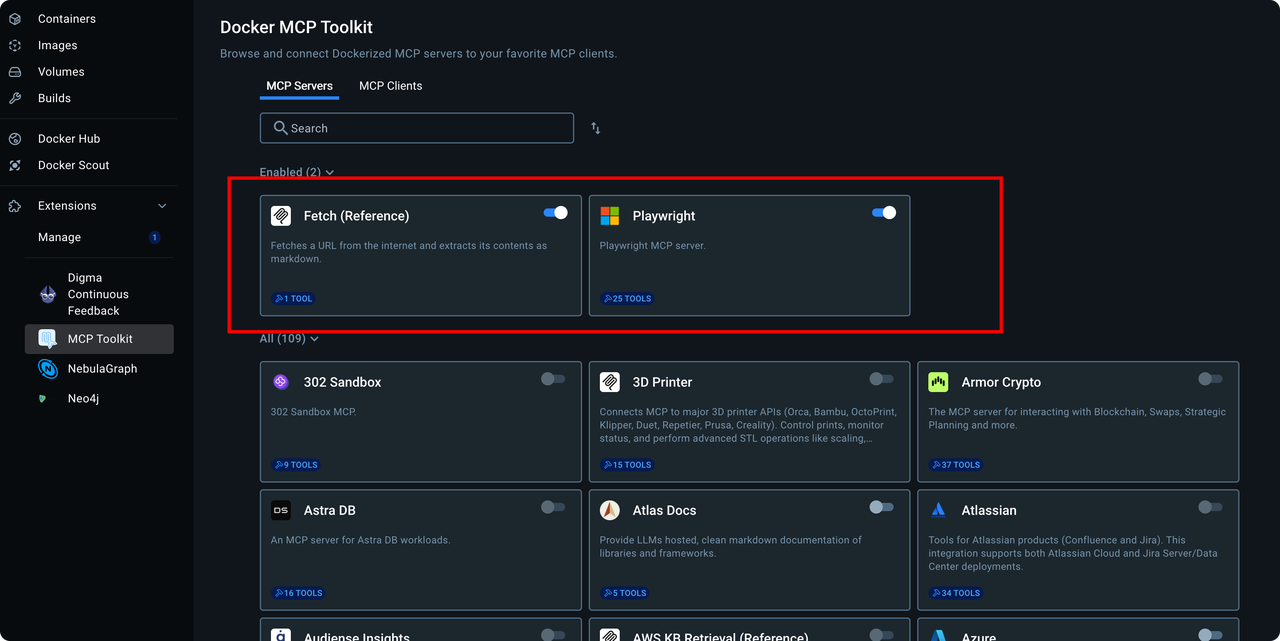 Containers
Images
Volumes
Builds
Docker Hub
Docker Scout
Extensions
Manage
1
Digma
Continuous
Feedback
MCP Toolkit
NebulaGraph
Neo4j
Docker MCP Toolkit
Browse and connect Dockerized MCP servers to your favorite MCP clients.
MCP Servers
MCP Clients
Search
Enabled (2)
Fetch (Reference)
Fetches a URL from the internet and extracts its contents as
markdown.
1 TOOL
Playwright
Playwright MCP server.
25 TOOLS
All (109)
302 Sandbox
302 Sandbox MCP.
9 TOOLS
3D Printer
Connects MCP to major 3D printer APIs (Orca, Bambu, OctoPrint,
Klipper, Duet, Repetier, Prusa, Creality). Control prints, monitor
status, and perform advanced STL operations like scaling,...
15 TOOLS
Armor Crypto
The MCP server for interacting with Blockchain, Swaps, Strategic
Planning and more.
37 TOOLS
DS
Astra DB
An MCP server for Astra DB workloads.
16 TOOLS
Atlas Docs
Provide LLMs hosted, clean markdown documentation of
libraries and frameworks.
5 TOOLS
Atlassian
Tools for Atlassian products (Confluence and Jira). This
integration supports both Atlassian Cloud and Jira Server/Data
Center deployments.
34 TOOLS
Audiense Insights
AWS KB Retrieval (Reference)
Azure